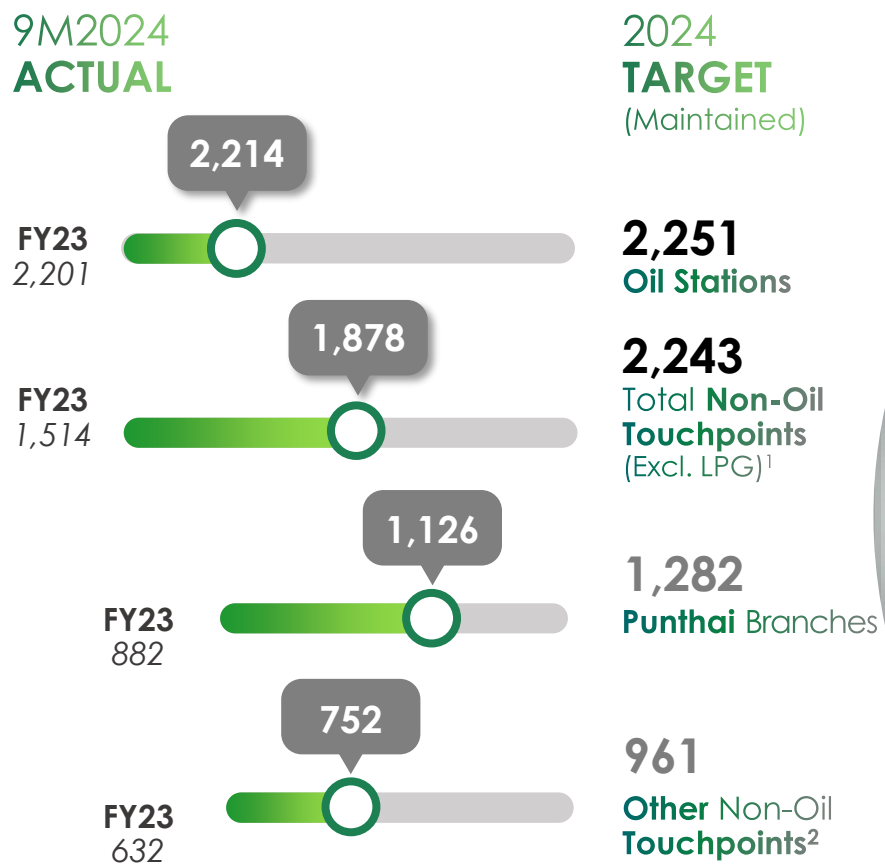 9M2024
ACTUAL
2024
TARGET
(Maintained)
2,214
FY23
2,201
2,251
Oil Stations
1,878
FY23
1,514
2,243
Total Non-Oil
Touchpoints
(Excl. LPG)¹
1,126
FY23
882
1,282
Punthai Branches
752
FY23
632
961
Other Non-Oil
Touchpoints²